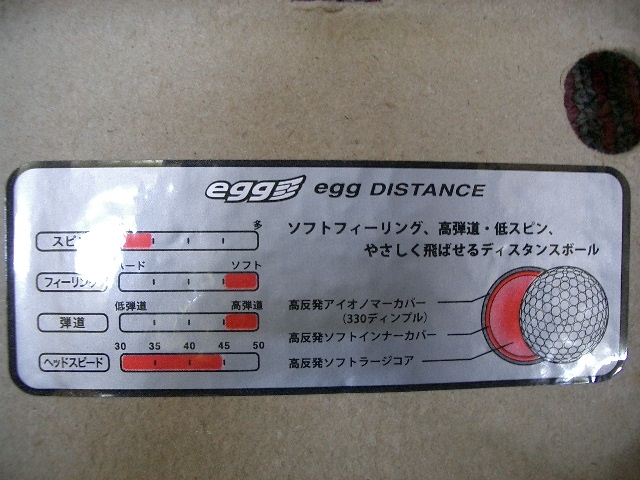 egg egg DISTANCE
ソフトフィーリング、高弾道・低スピン、
やさしく飛ばせるディスタンスボール
多
スピン
ード ソフト
フィーリング
低弾道 高弾道
弾道
30 35 40 45 50
ヘッドスピード
高反発アイオノマーカバー
(330ディンプル)
高反発ソフトインナーカバー
高反発ソフトラージコア